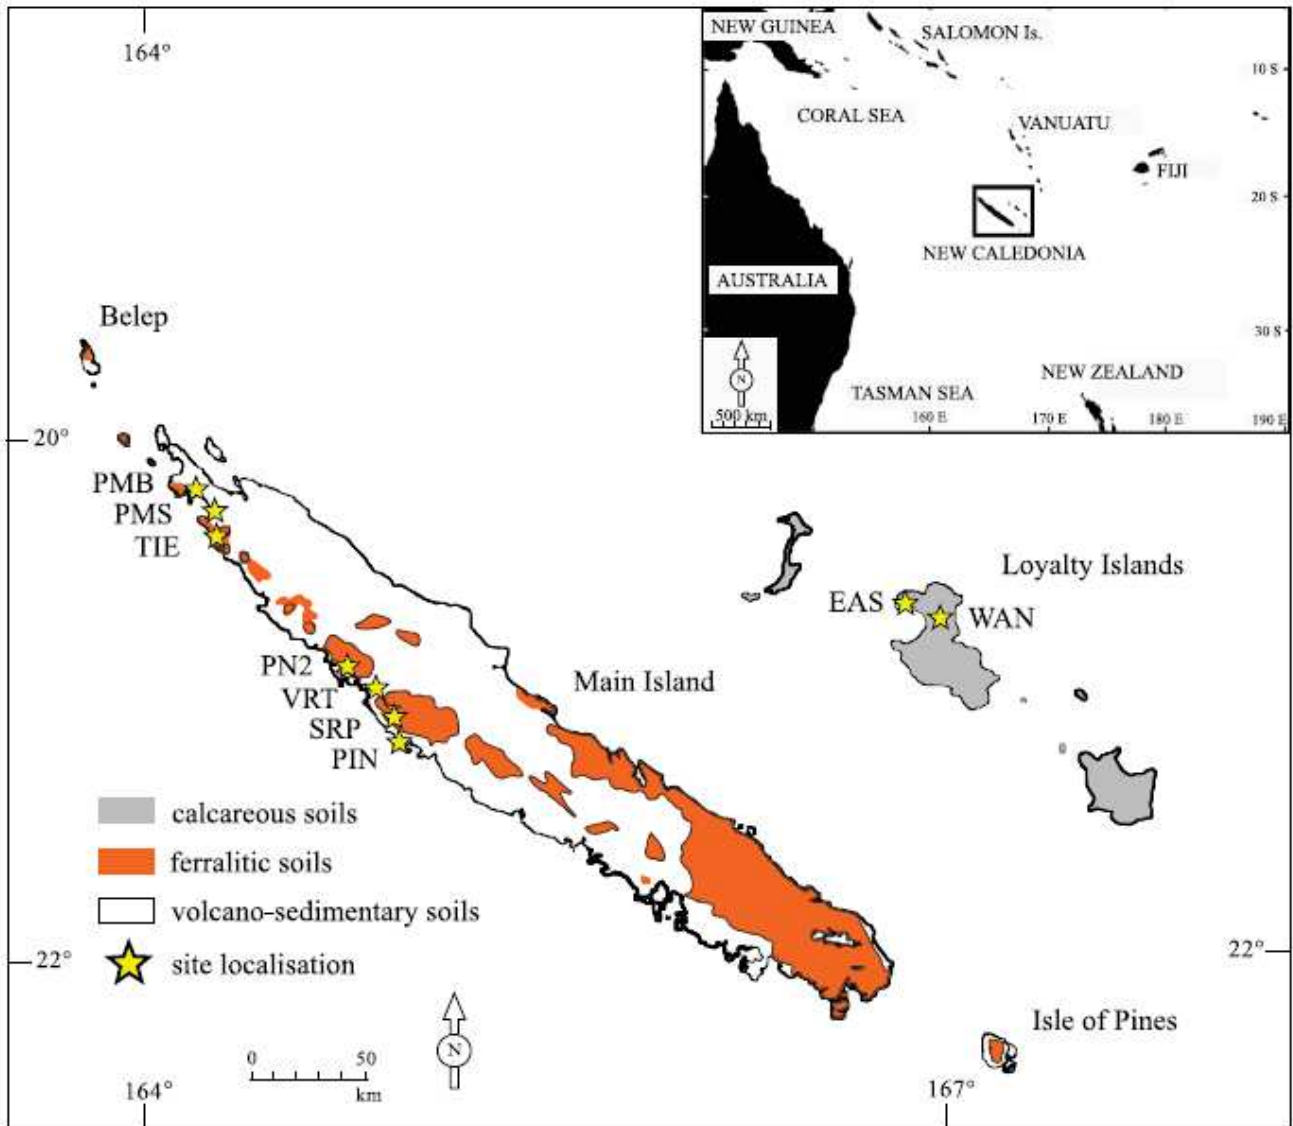 164°
NEW GUINEA
SALOMON Is.
10 S
CORAL SEA
VANUATU
FIJI
20 S
NEW CALEDONIA
AUSTRALIA
30 S
N
NEW ZEALAND
500 km
TASMAN SEA
160 E
170 E
180 E
190 E
Belep
20°
PMB
PMS
TIE
Loyalty Islands
EAS
WAN
PN2
Main Island
VRT
SRP
PIN
calcareous soils
ferralitic soils
volcano-sedimentary soils
site localisation
22°
22°
Isle of Pines
0 50
km
N
164°
167°